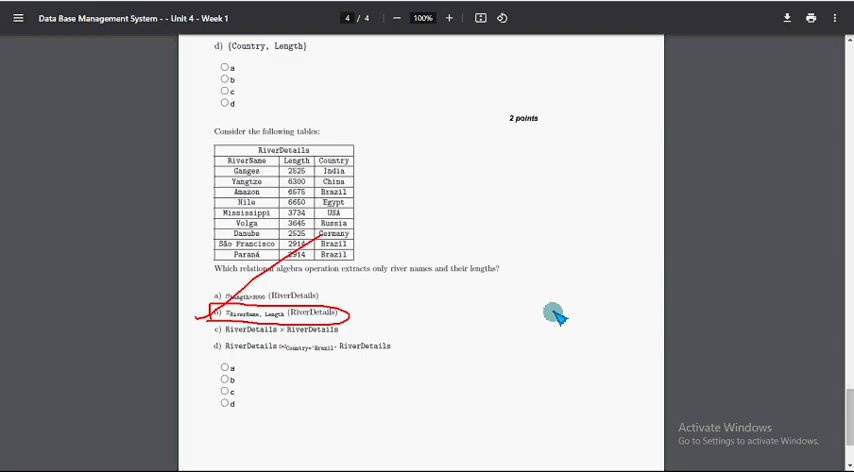 Data Base Management System - - Unit 4 - Week 1
4 / 4
100%
d) {Country, Length}
a
b
c
d
2 points
Consider the following tables:
RiverDetails
RiverName Length Country
Ganges 2525 India
Yangtze 6300 China
Amazon 6575 Brazil
Nile 6650 Egypt
Mississippi 3734 USA
Volga 3645 Russia
Danube 2525 Germany
São Francisco 2914 Brazil
Paraná 2914 Brazil
Which relational algebra operation extracts only river names and their lengths?
a) σLength>3000 (RiverDetails)
b) πRiverName, Length (RiverDetails)
c) RiverDetails × RiverDetails
d) RiverDetails ⋈Country='Brazil' RiverDetails
a
b
c
d
Activate Windows
Go to Settings to activate Windows.